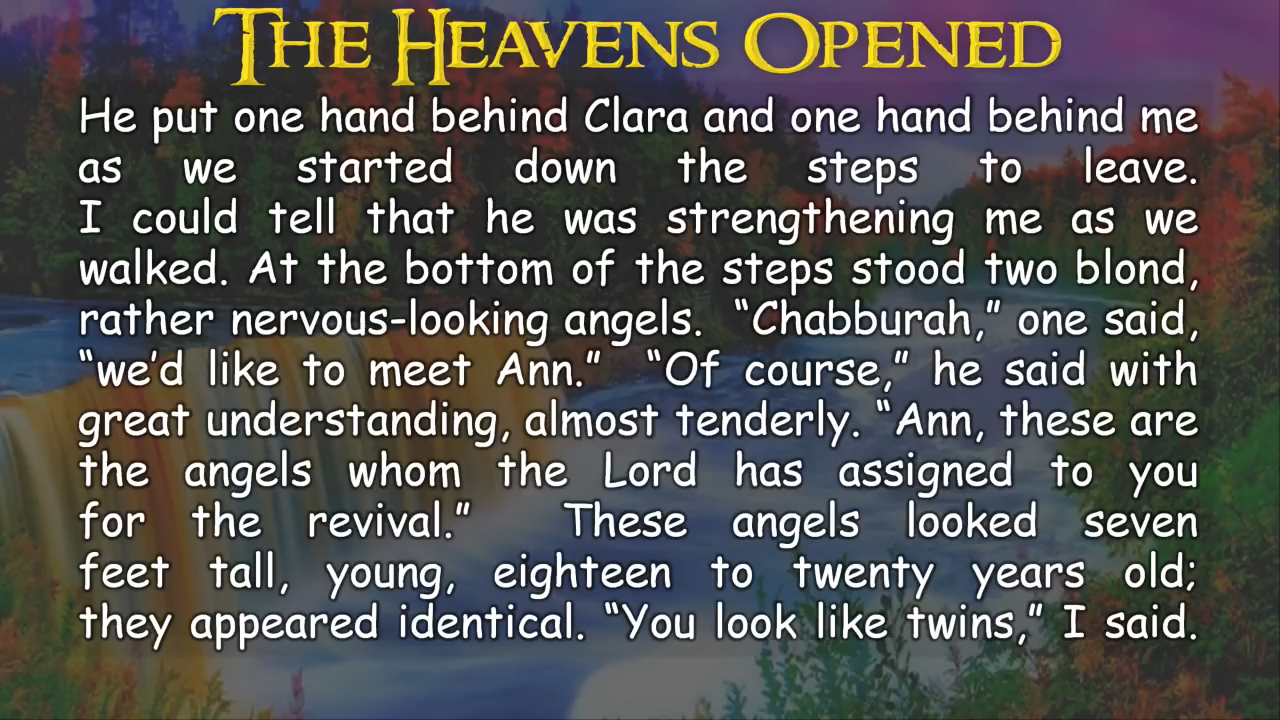 THE HEAVENS OPENED
He put one hand behind Clara and one hand behind me
as we started down the steps to leave.
I could tell that he was strengthening me as we
walked. At the bottom of the steps stood two blond,
rather nervous-looking angels. “Chabburah,” one said,
“we’d like to meet Ann.” “Of course,” he said with
great understanding, almost tenderly. “Ann, these are
the angels whom the Lord has assigned to you
for the revival.” These angels looked seven
feet tall, young, eighteen to twenty years old;
they appeared identical. “You look like twins,” I said.